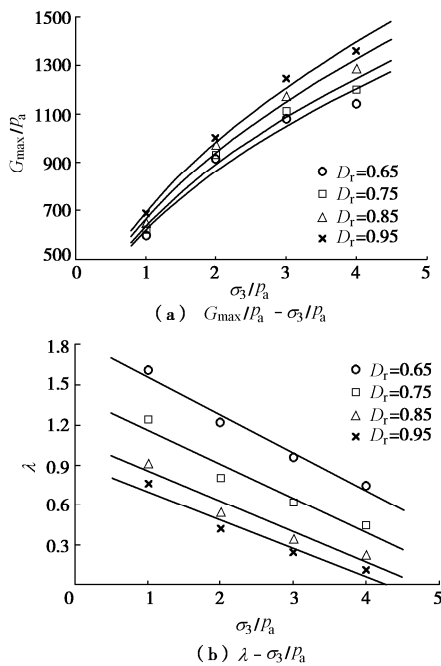 1500
1300
1100
900
700
500
G_max/p_a
D_r=0.65
D_r=0.75
D_r=0.85
D_r=0.95
0 1 2 3 4 5
σ_3/p_a
(a) G_max/p_a - σ_3/p_a
1.8
1.5
1.2
0.9
0.6
0.3
λ
D_r=0.65
D_r=0.75
D_r=0.85
D_r=0.95
0 1 2 3 4 5
σ_3/p_a
(b) λ - σ_3/p_a